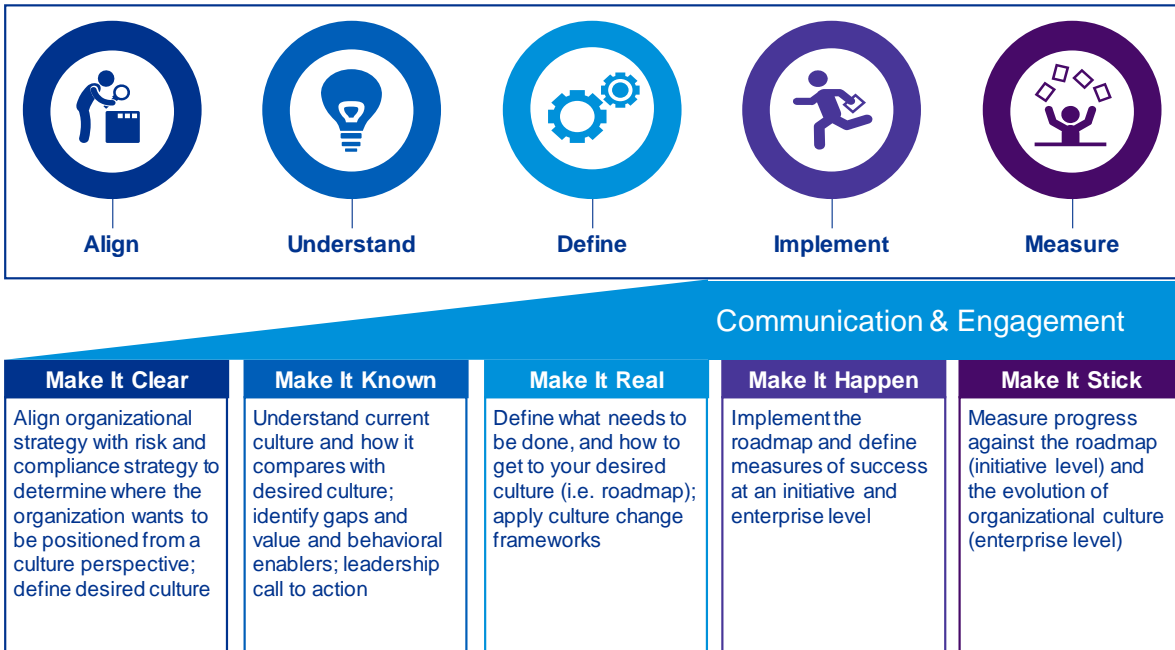 Align
Understand
Define
Implement
Measure
Communication & Engagement
Make It Clear
Align organizational
strategy with risk and
compliance strategy to
determine where the
organization wants to
be positioned from a
culture perspective;
define desired culture
Make It Known
Understand current
culture and how it
compares with
desired culture;
identify gaps and
value and behavioral
enablers; leadership
call to action
Make It Real
Define what needs to
be done, and how to
get to your desired
culture (i.e. roadmap);
apply culture change
frameworks
Make It Happen
Implement the
roadmap and define
measures of success
at an initiative and
enterprise level
Make It Stick
Measure progress
against the roadmap
(initiative level) and
the evolution of
organizational culture
(enterprise level)